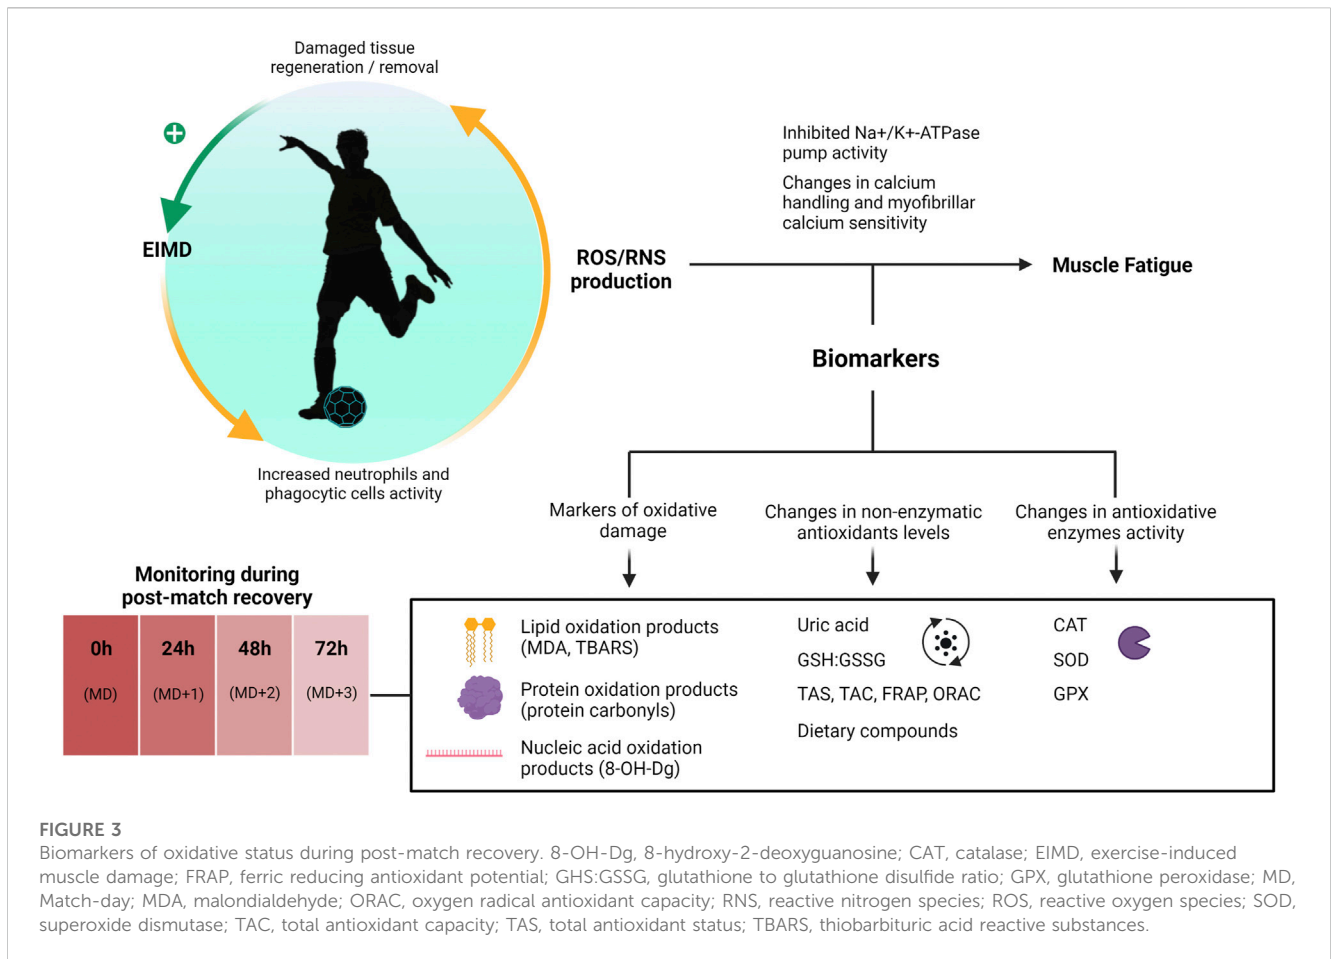 Damaged tissue
regeneration / removal
EIMD
ROS/RNS
production
Increased neutrophils and
phagocytic cells activity
Inhibited Na+/K+-ATPase
pump activity
Changes in calcium
handling and myofibrillar
calcium sensitivity
Muscle Fatigue
Biomarkers
Markers of oxidative
damage
Changes in non-enzymatic
antioxidants levels
Changes in antioxidative
enzymes activity
Monitoring during
post-match recovery
0h
24h
48h
72h
(MD)
(MD+1)
(MD+2)
(MD+3)
Lipid oxidation products
(MDA, TBARS)
Protein oxidation products
(protein carbonyls)
Nucleic acid oxidation
products (8-OH-Dg)
Uric acid
GSH:GSSG
TAS, TAC, FRAP, ORAC
Dietary compounds
CAT
SOD
GPX
FIGURE 3
Biomarkers of oxidative status during post-match recovery. 8-OH-Dg, 8-hydroxy-2-deoxyguanosine; CAT, catalase; EIMD, exercise-induced
muscle damage; FRAP, ferric reducing antioxidant potential; GHS:GSSG, glutathione to glutathione disulfide ratio; GPX, glutathione peroxidase; MD,
Match-day; MDA, malondialdehyde; ORAC, oxygen radical antioxidant capacity; RNS, reactive nitrogen species; ROS, reactive oxygen species; SOD,
superoxide dismutase; TAC, total antioxidant capacity; TAS, total antioxidant status; TBARS, thiobarbituric acid reactive substances.